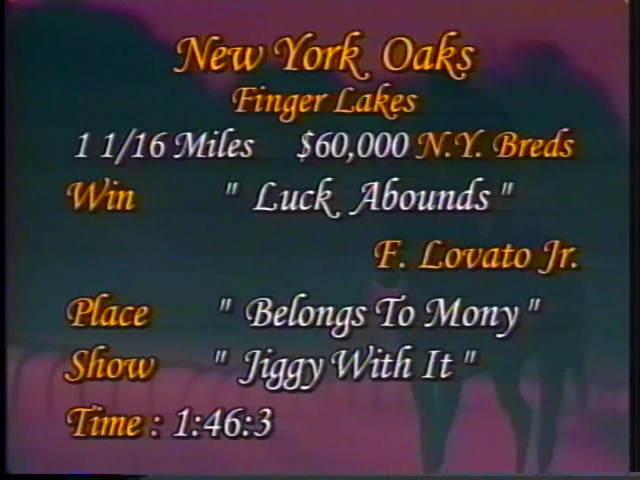 New York Oaks
Finger Lakes
1 1/16 Miles $60,000 N.Y. Breds
Win " Luck Abounds "
F. Lovato Jr.
Place " Belongs To Mony "
Show " Jiggy With It "
Time : 1:46:3